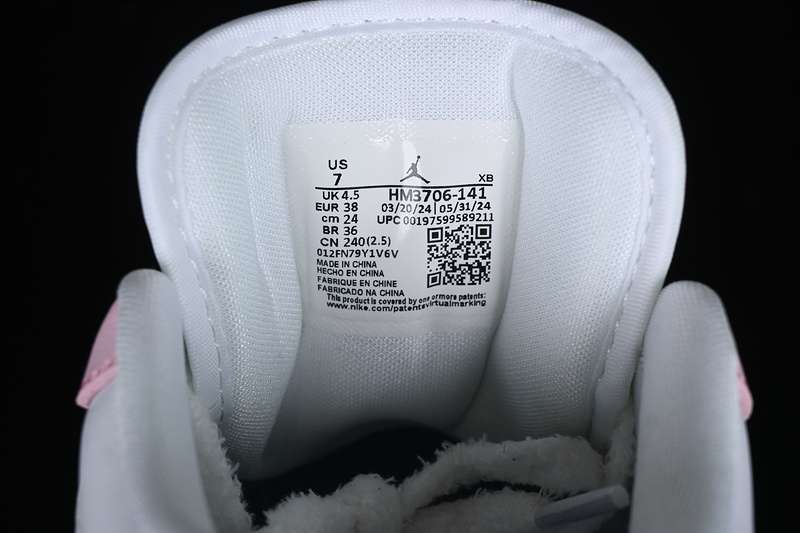 US
7
XB
UK 4.5 HM3706-141
EUR 38 03/20/24 05/31/24
cm 24 UPC 00197599589211
BR 36
CN 240(2.5)
012FN79Y1V6V
MADE IN CHINA
HECHO EN CHINA
FABRIQUE EN CHINE
FABRICADO NA CHINA
This product is covered by one ormore patents:
www.nike.com/patentsvirtualmarking